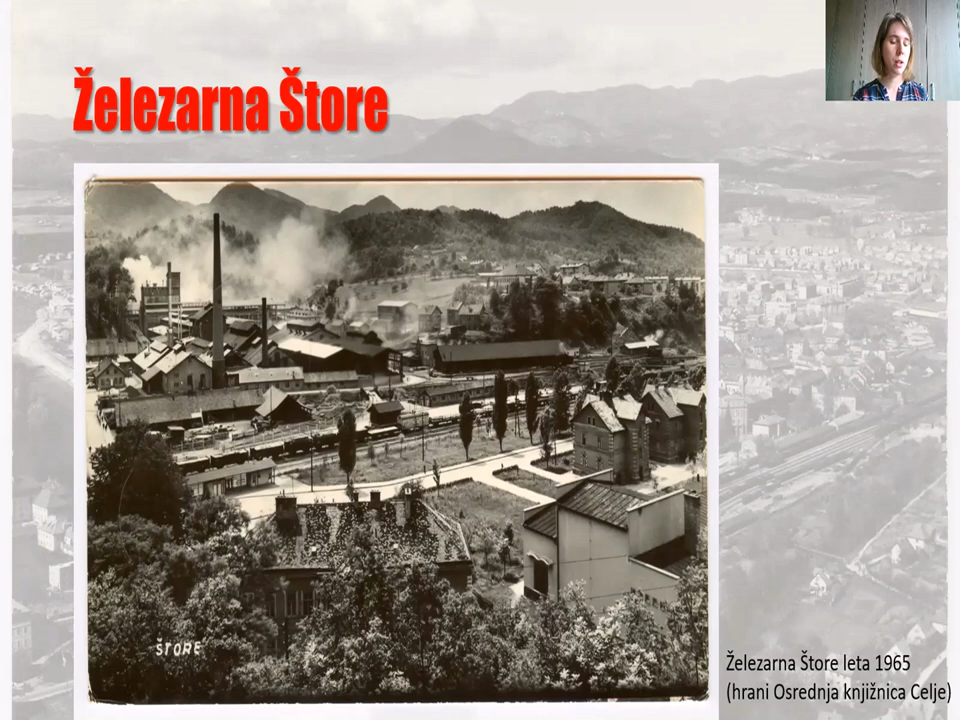 Železarna Štore
ŠTORE
Železarna Štore leta 1965
(hrani Osrednja knjižnica Celje)